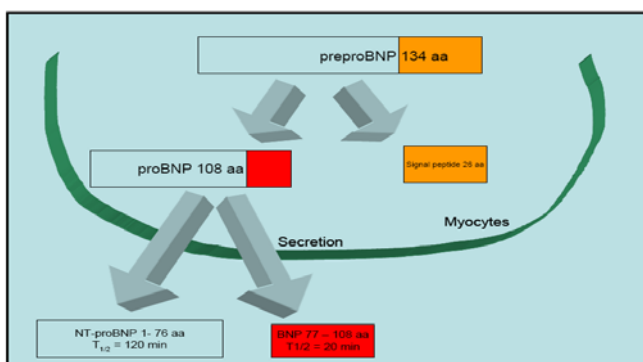 preproBNP 134 aa
proBNP 108 aa
Signal peptide 26 aa
Myocytes
Secretion
NT-proBNP 1- 76 aa
T1/2 = 120 min
BNP 77 – 108 aa
T1/2 = 20 min